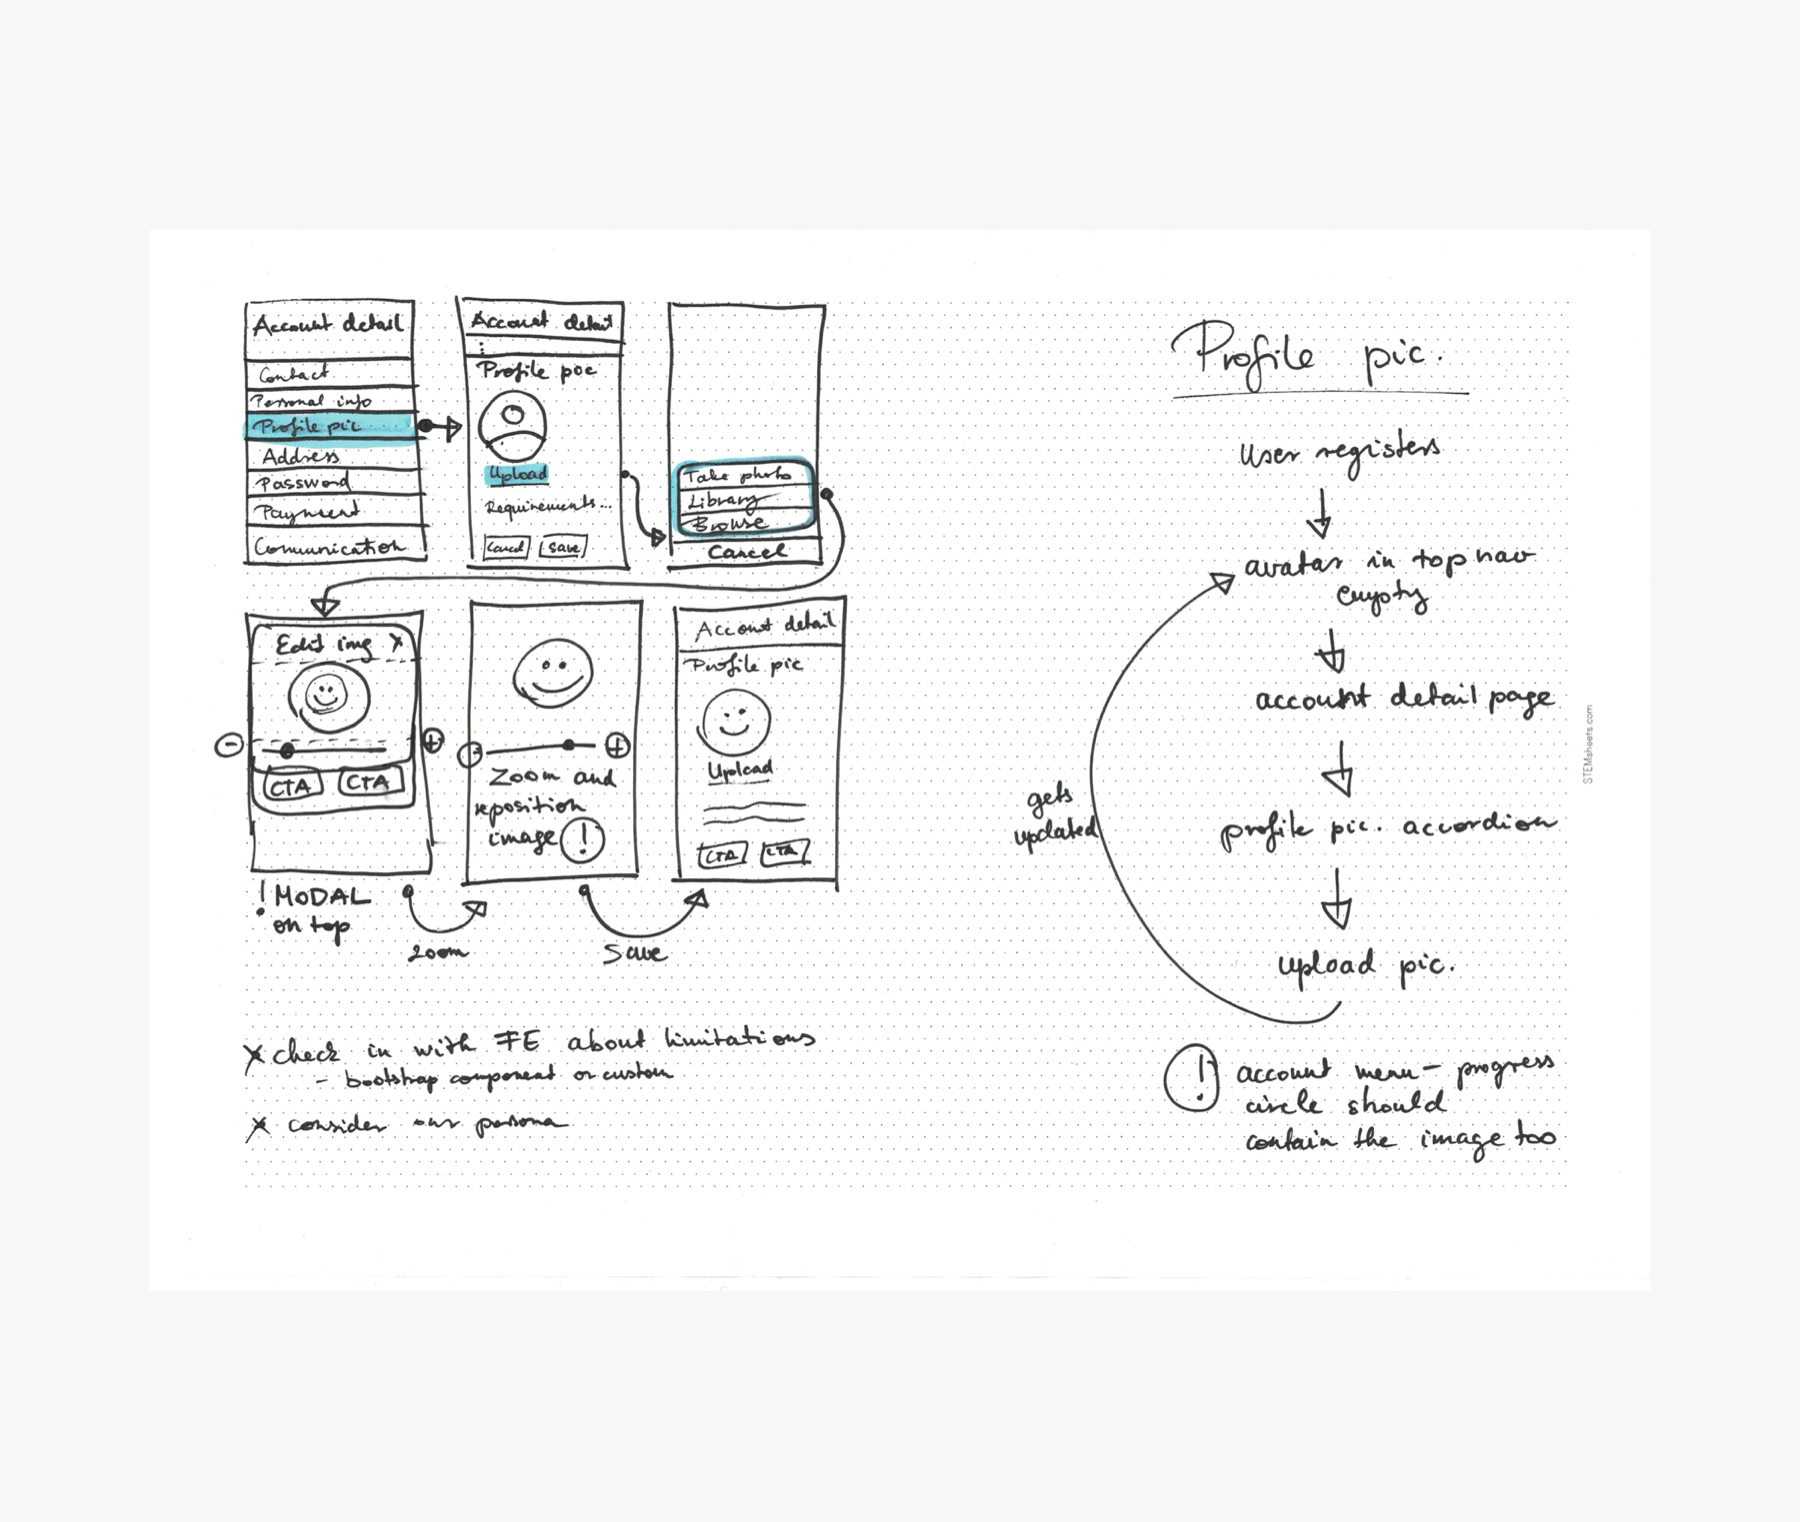 Account detail
Contact
Personal info
Profile pic
Address
Password
Payment
Communication
Account detail
Profile poc
Upload
Requirements...
Cancel
Save
Take photo
Library
Browse
Cancel
Edit img X
- +
CTA CTA
! MODAL
on top
zoom
- +
Zoom and
reposition
image !
Save
Account detail
Profile pic
Upload
CTA CTA
x check in with FE about limitations
- bootstrap component or custom
x consider our persona
Profile pic.
User registers
avatar in top nav
empty
account detail page
profile pic. accordion
upload pic.
gets
updated
! account menu - progress
circle should
contain the image too
STEMsheets.com